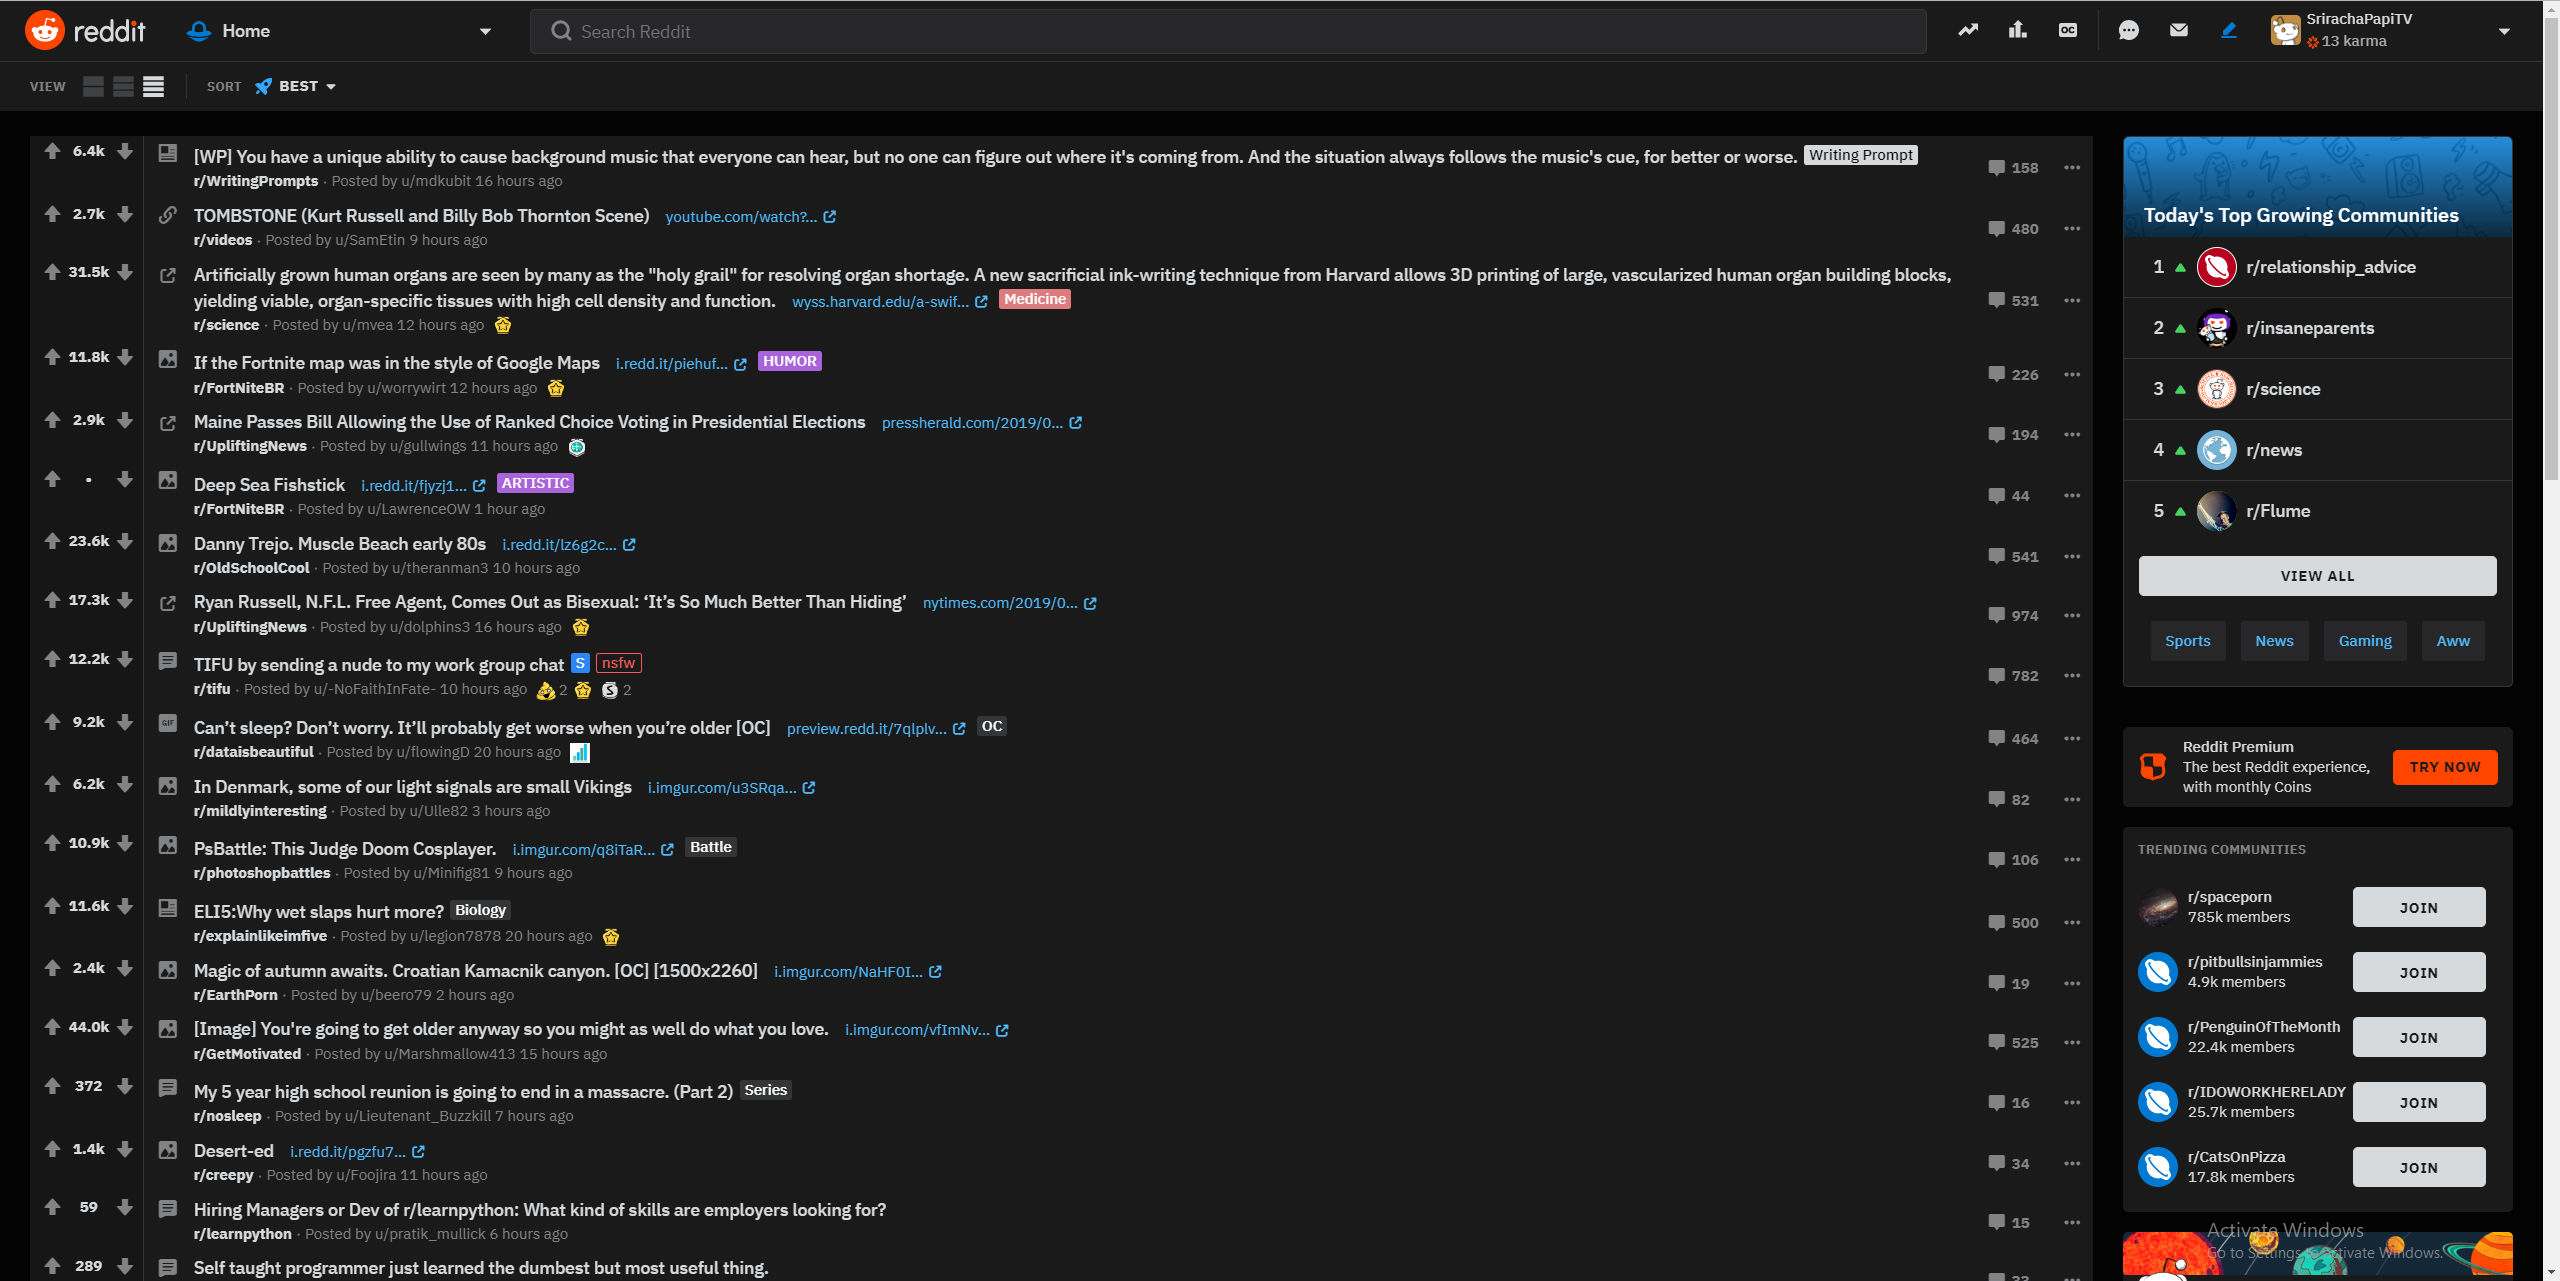 reddit
Home
Search Reddit
OC
SrirachaPapiTV
13 karma
VIEW
SORT
BEST
6.4k
[WP] You have a unique ability to cause background music that everyone can hear, but no one can figure out where it's coming from. And the situation always follows the music's cue, for better or worse. Writing Prompt
r/WritingPrompts · Posted by u/mdkubit 16 hours ago
158
2.7k
TOMBSTONE (Kurt Russell and Billy Bob Thornton Scene) youtube.com/watch?...
r/videos · Posted by u/SamEtin 9 hours ago
480
31.5k
Artificially grown human organs are seen by many as the "holy grail" for resolving organ shortage. A new sacrificial ink-writing technique from Harvard allows 3D printing of large, vascularized human organ building blocks,
yielding viable, organ-specific tissues with high cell density and function. wyss.harvard.edu/a-swif... Medicine
r/science · Posted by u/mvea 12 hours ago
531
11.8k
If the Fortnite map was in the style of Google Maps i.redd.it/piehuf... HUMOR
r/FortNiteBR · Posted by u/worrywirt 12 hours ago
226
2.9k
Maine Passes Bill Allowing the Use of Ranked Choice Voting in Presidential Elections pressherald.com/2019/0...
r/UpliftingNews · Posted by u/gullwings 11 hours ago
194
•
Deep Sea Fishstick i.redd.it/fjyzj1... ARTISTIC
r/FortNiteBR · Posted by u/LawrenceOW 1 hour ago
44
23.6k
Danny Trejo. Muscle Beach early 80s i.redd.it/lz6g2c...
r/OldSchoolCool · Posted by u/theranman3 10 hours ago
541
17.3k
Ryan Russell, N.F.L. Free Agent, Comes Out as Bisexual: ‘It’s So Much Better Than Hiding’ nytimes.com/2019/0...
r/UpliftingNews · Posted by u/dolphins3 16 hours ago
974
12.2k
TIFU by sending a nude to my work group chat S nsfw
r/tifu · Posted by u/-NoFaithInFate- 10 hours ago 2 S 2
782
9.2k
GIF
Can’t sleep? Don’t worry. It’ll probably get worse when you’re older [OC] preview.redd.it/7qlplv... OC
r/dataisbeautiful · Posted by u/flowingD 20 hours ago
464
6.2k
In Denmark, some of our light signals are small Vikings i.imgur.com/u3SRqa...
r/mildlyinteresting · Posted by u/Ulle82 3 hours ago
82
10.9k
PsBattle: This Judge Doom Cosplayer. i.imgur.com/q8iTaR... Battle
r/photoshopbattles · Posted by u/Minifig81 9 hours ago
106
11.6k
ELI5:Why wet slaps hurt more? Biology
r/explainlikeimfive · Posted by u/legion7878 20 hours ago
500
2.4k
Magic of autumn awaits. Croatian Kamacnik canyon. [OC] [1500x2260] i.imgur.com/NaHF0I...
r/EarthPorn · Posted by u/beero79 2 hours ago
19
44.0k
[Image] You're going to get older anyway so you might as well do what you love. i.imgur.com/vfImNv...
r/GetMotivated · Posted by u/Marshmallow413 15 hours ago
525
372
My 5 year high school reunion is going to end in a massacre. (Part 2) Series
r/nosleep · Posted by u/Lieutenant_Buzzkill 7 hours ago
16
1.4k
Desert-ed i.redd.it/pgzfu7...
r/creepy · Posted by u/Foojira 11 hours ago
34
59
Hiring Managers or Dev of r/learnpython: What kind of skills are employers looking for?
r/learnpython · Posted by u/pratik_mullick 6 hours ago
15
289
Self taught programmer just learned the dumbest but most useful thing.
Today's Top Growing Communities
1 r/relationship_advice
2 r/insaneparents
3 r/science
4 r/news
5 r/Flume
VIEW ALL
Sports News Gaming Aww
Reddit Premium
The best Reddit experience,
with monthly Coins
TRY NOW
TRENDING COMMUNITIES
r/spaceporn
785k members
JOIN
r/pitbullsinjammies
4.9k members
JOIN
r/PenguinOfTheMonth
22.4k members
JOIN
r/IDOWORKHERELADY
25.7k members
JOIN
r/CatsOnPizza
17.8k members
JOIN
Activate Windows
Go to Settings to activate Windows.